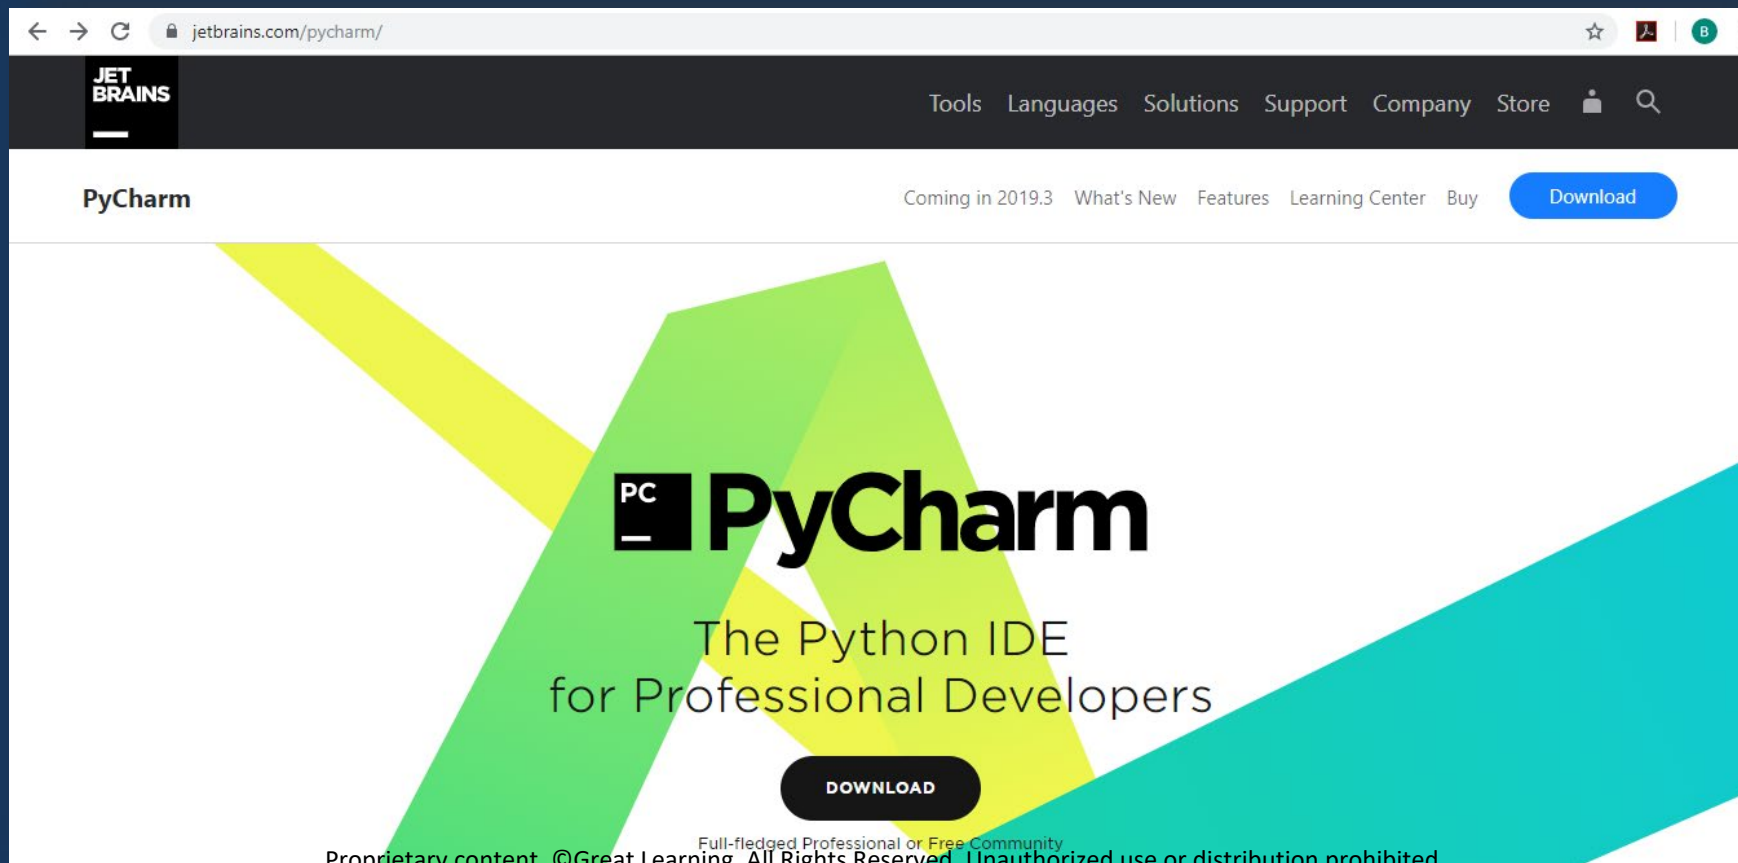 jetbrains.com/pycharm/
B
JET
BRAINS
Tools Languages Solutions Support Company Store
PyCharm
Coming in 2019.3 What's New Features Learning Center Buy Download
PC
PyCharm
The Python IDE
for Professional Developers
DOWNLOAD
Full-fledged Professional or Free Community
Proprietary content. ©Great Learning. All Rights Reserved. Unauthorized use or distribution prohibited